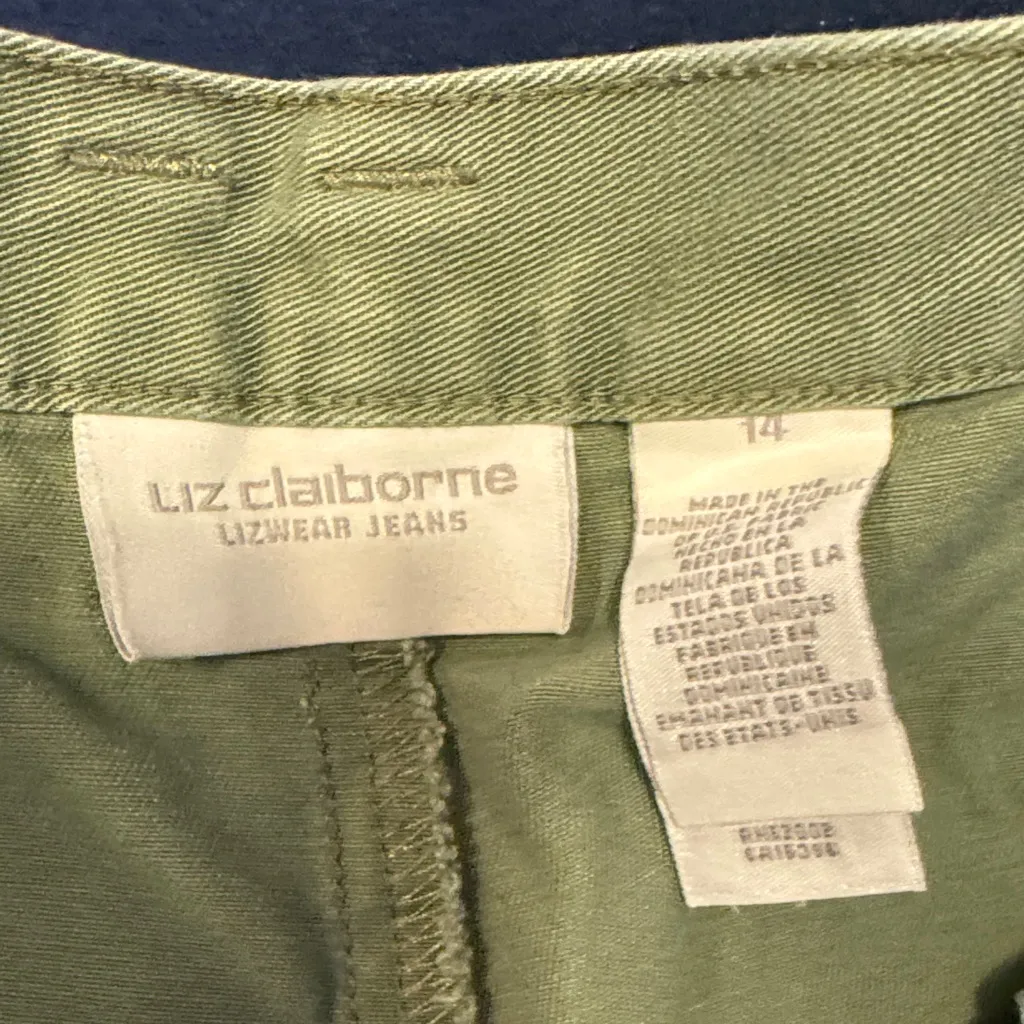 LIZ claiborne
LIZWEAR JEANS
14
MADE IN THE
DOMINICAN REPUBLIC
OF U.S. FABRIC
HECHO EN LA
REPUBLICA
DOMINICANA DE LA
TELA DE LOS
ESTADOS UNIDOS
FABRIQUE EN
REPUBLIQUE
DOMINICAINE
EMANANT DE TISSU
DES ETATS-UNIS